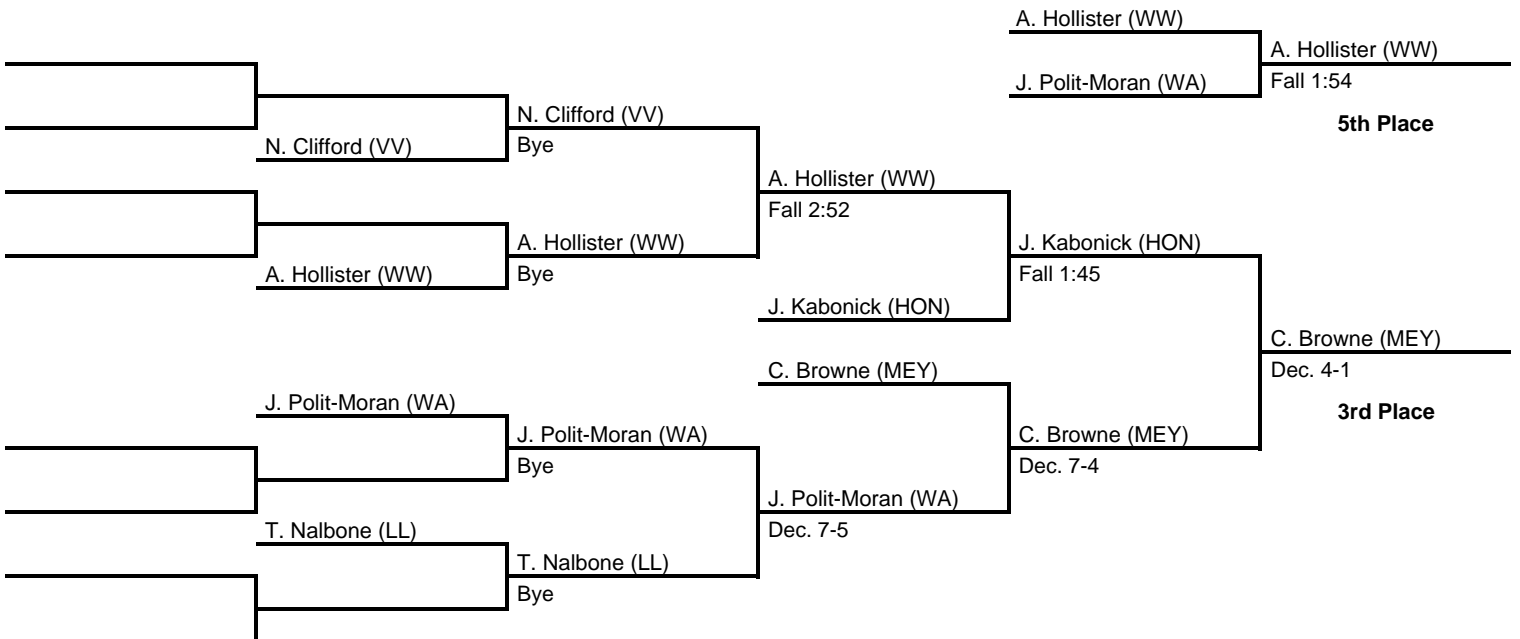 A. Hollister (WW)
A. Hollister (WW)
J. Polit-Moran (WA)
Fall 1:54
N. Clifford (VV)
5th Place
N. Clifford (VV)
Bye
A. Hollister (WW)
Fall 2:52
A. Hollister (WW)
J. Kabonick (HON)
A. Hollister (WW)
Bye
Fall 1:45
J. Kabonick (HON)
C. Browne (MEY)
C. Browne (MEY)
Dec. 4-1
J. Polit-Moran (WA)
3rd Place
J. Polit-Moran (WA)
C. Browne (MEY)
Bye
Dec. 7-4
J. Polit-Moran (WA)
T. Nalbone (LL)
Dec. 7-5
T. Nalbone (LL)
Bye